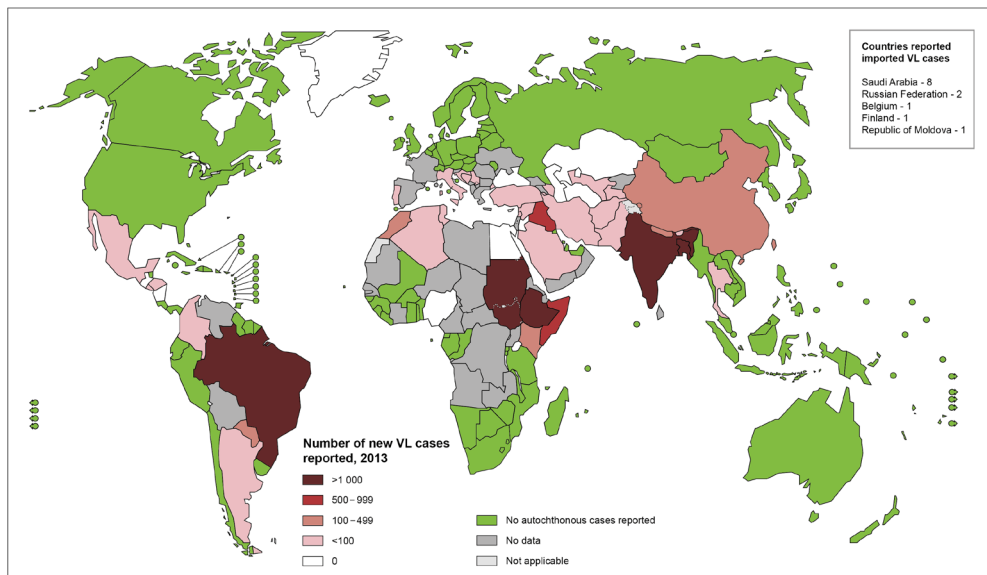 Countries reported
imported VL cases
Saudi Arabia - 8
Russian Federation - 2
Belgium - 1
Finland - 1
Republic of Moldova - 1
Number of new VL cases
reported, 2013
>1 000
500–999
100–499
<100
0
No autochthonous cases reported
No data
Not applicable